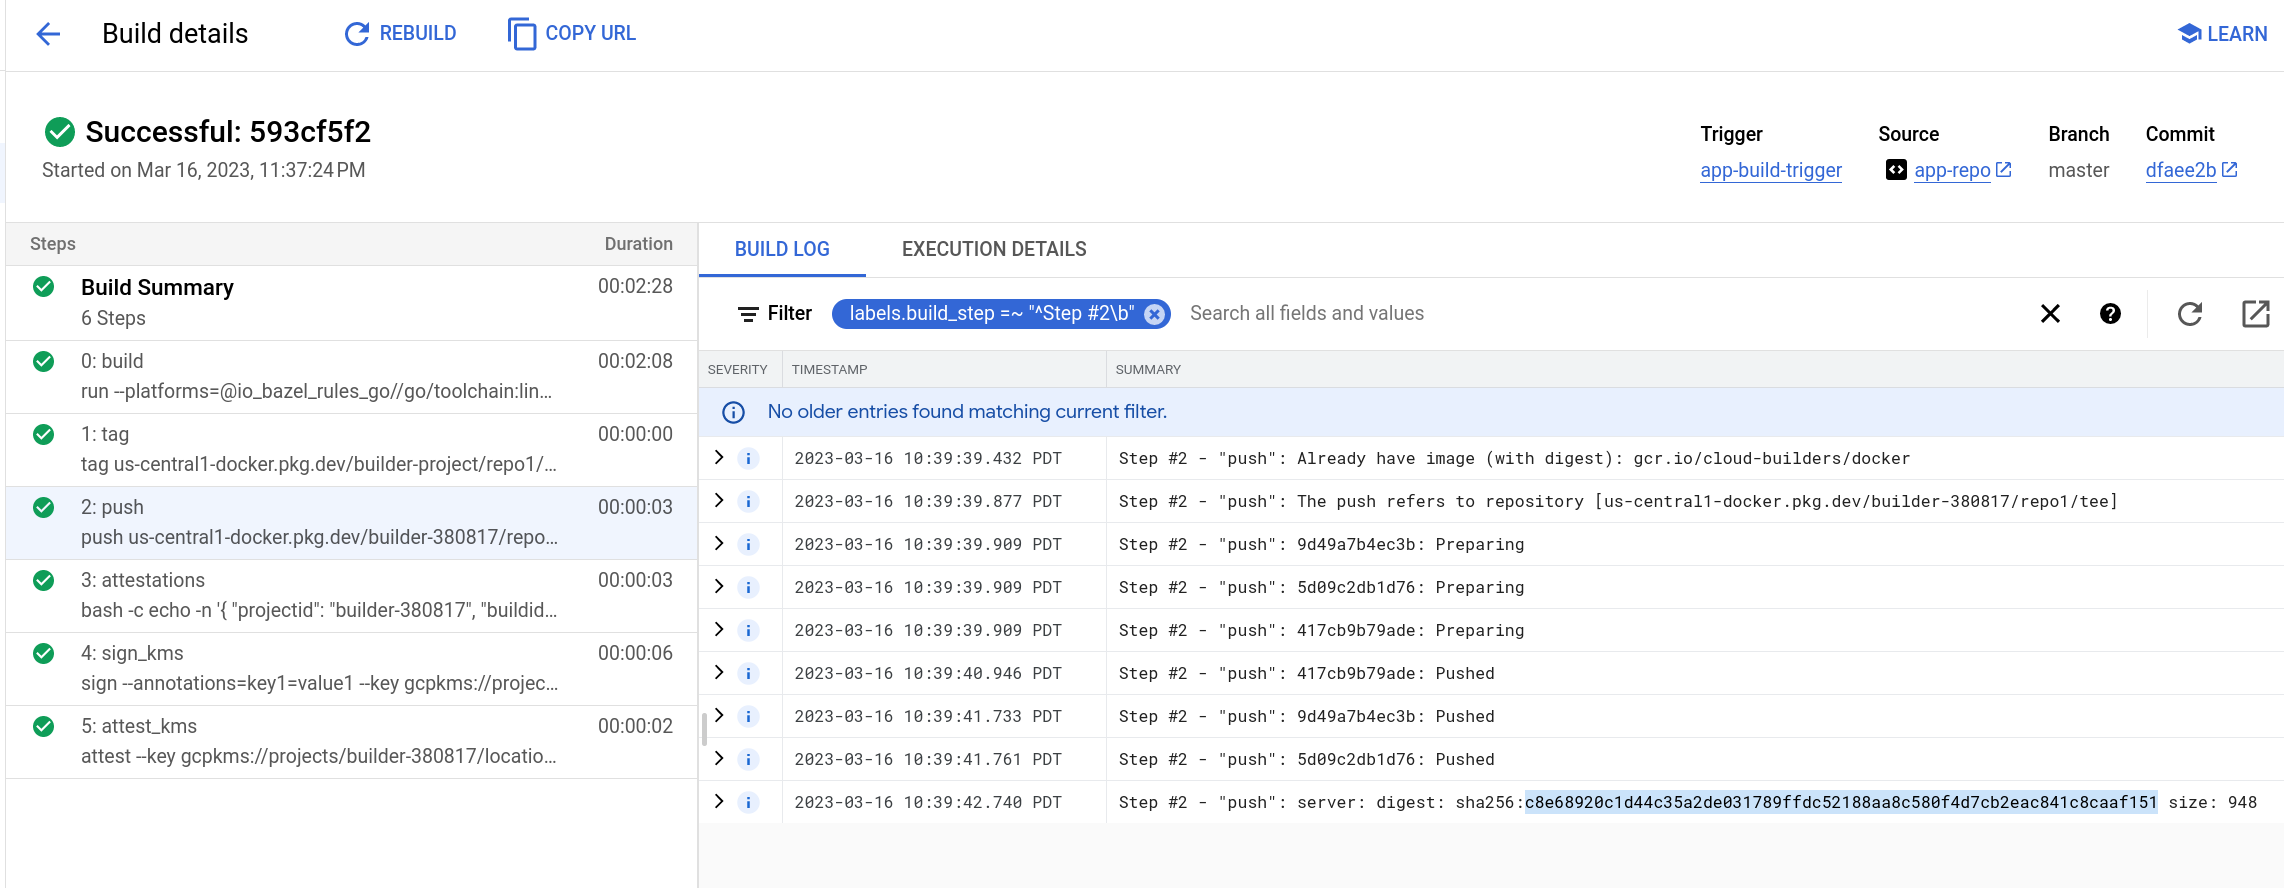 Build details
REBUILD
COPY URL
LEARN
Successful: 593cf5f2
Started on Mar 16, 2023, 11:37:24 PM
Trigger Source Branch Commit
app-build-trigger app-repo master dfaee2b
Steps Duration
Build Summary 00:02:28
6 Steps
0: build 00:02:08
run --platforms=@io_bazel_rules_go//go/toolchain:lin...
1: tag 00:00:00
tag us-central1-docker.pkg.dev/builder-project/repo1/...
2: push 00:00:03
push us-central1-docker.pkg.dev/builder-380817/repo...
3: attestations 00:00:03
bash -c echo -n '{ "projectid": "builder-380817", "buildid...
4: sign_kms 00:00:06
sign --annotations=key1=value1 --key gcpkms://projec...
5: attest_kms 00:00:02
attest --key gcpkms://projects/builder-380817/locatio...
BUILD LOG EXECUTION DETAILS
Filter labels.build_step =~ "^Step #2\b" Search all fields and values
SEVERITY TIMESTAMP SUMMARY
No older entries found matching current filter.
2023-03-16 10:39:39.432 PDT Step #2 - "push": Already have image (with digest): gcr.io/cloud-builders/docker
2023-03-16 10:39:39.877 PDT Step #2 - "push": The push refers to repository [us-central1-docker.pkg.dev/builder-380817/repo1/tee]
2023-03-16 10:39:39.909 PDT Step #2 - "push": 9d49a7b4ec3b: Preparing
2023-03-16 10:39:39.909 PDT Step #2 - "push": 5d09c2db1d76: Preparing
2023-03-16 10:39:39.909 PDT Step #2 - "push": 417cb9b79ade: Preparing
2023-03-16 10:39:40.946 PDT Step #2 - "push": 417cb9b79ade: Pushed
2023-03-16 10:39:41.733 PDT Step #2 - "push": 9d49a7b4ec3b: Pushed
2023-03-16 10:39:41.761 PDT Step #2 - "push": 5d09c2db1d76: Pushed
2023-03-16 10:39:42.740 PDT Step #2 - "push": server: digest: sha256:c8e68920c1d44c35a2de031789ffdc52188aa8c580f4d7cb2eac841c8caaf151 size: 948